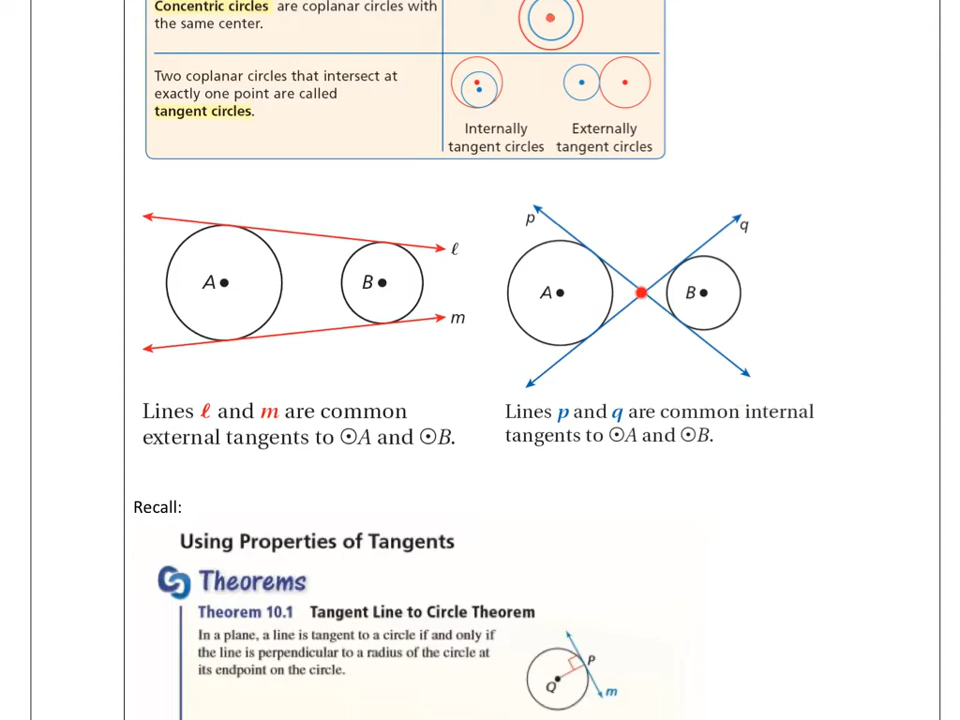 Concentric circles are coplanar circles with
the same center.
Two coplanar circles that intersect at
exactly one point are called
tangent circles.
Internally
tangent circles
Externally
tangent circles
A
B
ℓ
m
p
q
A
B
Lines ℓ and m are common
external tangents to ⊙A and ⊙B.
Lines p and q are common internal
tangents to ⊙A and ⊙B.
Recall:
Using Properties of Tangents
Theorems
Theorem 10.1 Tangent Line to Circle Theorem
In a plane, a line is tangent to a circle if and only if
the line is perpendicular to a radius of the circle at
its endpoint on the circle.
P
Q
m